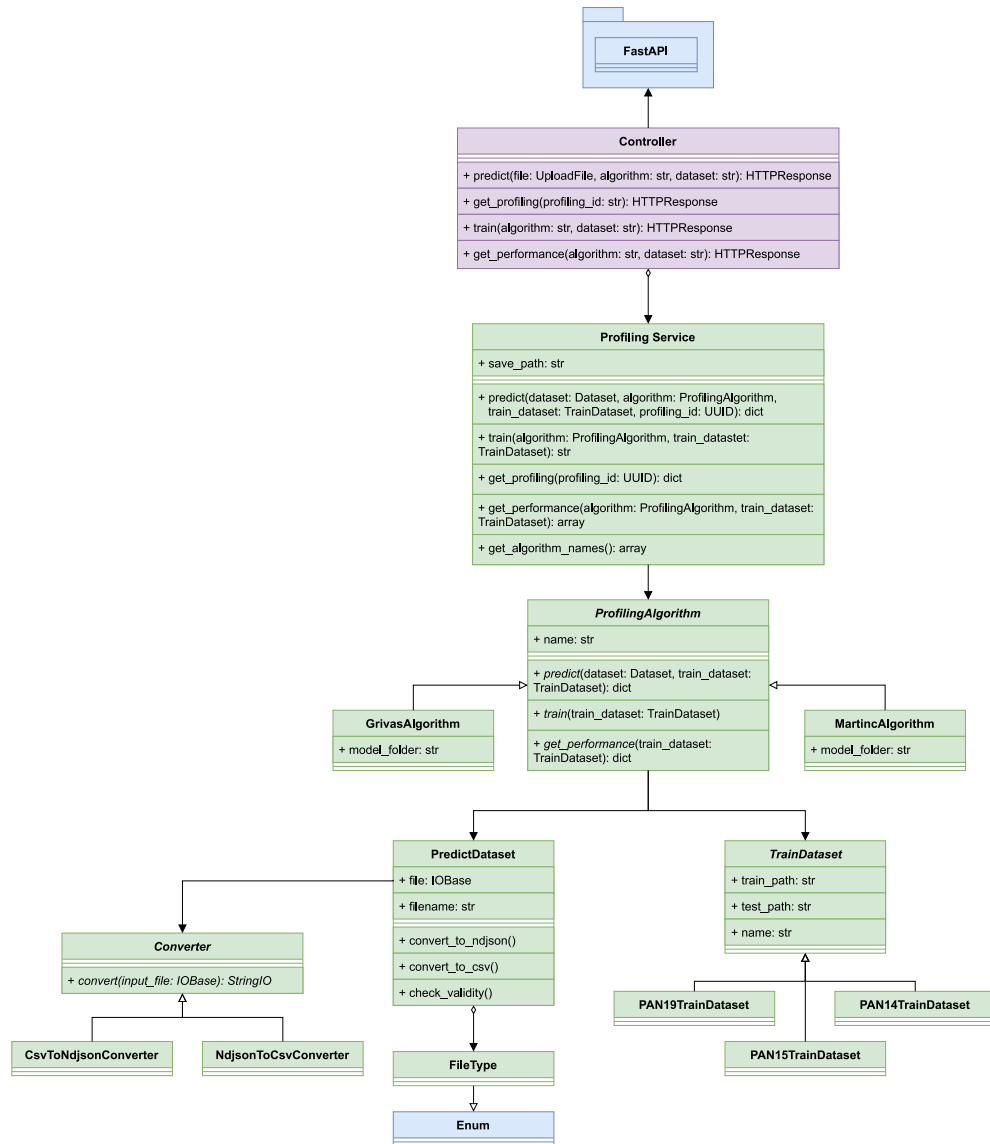 FastAPI
Controller
+ predict(file: UploadFile, algorithm: str, dataset: str): HTTPResponse
+ get_profiling(profiling_id: str): HTTPResponse
+ train(algorithm: str, dataset: str): HTTPResponse
+ get_performance(algorithm: str, dataset: str): HTTPResponse
Profiling Service
+ save_path: str
+ predict(dataset: Dataset, algorithm: ProfilingAlgorithm,
train_dataset: TrainDataset, profiling_id: UUID): dict
+ train(algorithm: ProfilingAlgorithm, train_datastet:
TrainDataset): str
+ get_profiling(profiling_id: UUID): dict
+ get_performance(algorithm: ProfilingAlgorithm, train_dataset:
TrainDataset): array
+ get_algorithm_names(): array
ProfilingAlgorithm
+ name: str
+ predict(dataset: Dataset, train_dataset:
TrainDataset): dict
+ train(train_dataset: TrainDataset)
+ get_performance(train_dataset:
TrainDataset): dict
GrivasAlgorithm
+ model_folder: str
MartincAlgorithm
+ model_folder: str
PredictDataset
+ file: IOBase
+ filename: str
+ convert_to_ndjson()
+ convert_to_csv()
+ check_validity()
TrainDataset
+ train_path: str
+ test_path: str
+ name: str
Converter
+ convert(input_file: IOBase): StringIO
PAN19TrainDataset
PAN14TrainDataset
CsvToNdjsonConverter
NdjsonToCsvConverter
FileType
PAN15TrainDataset
Enum